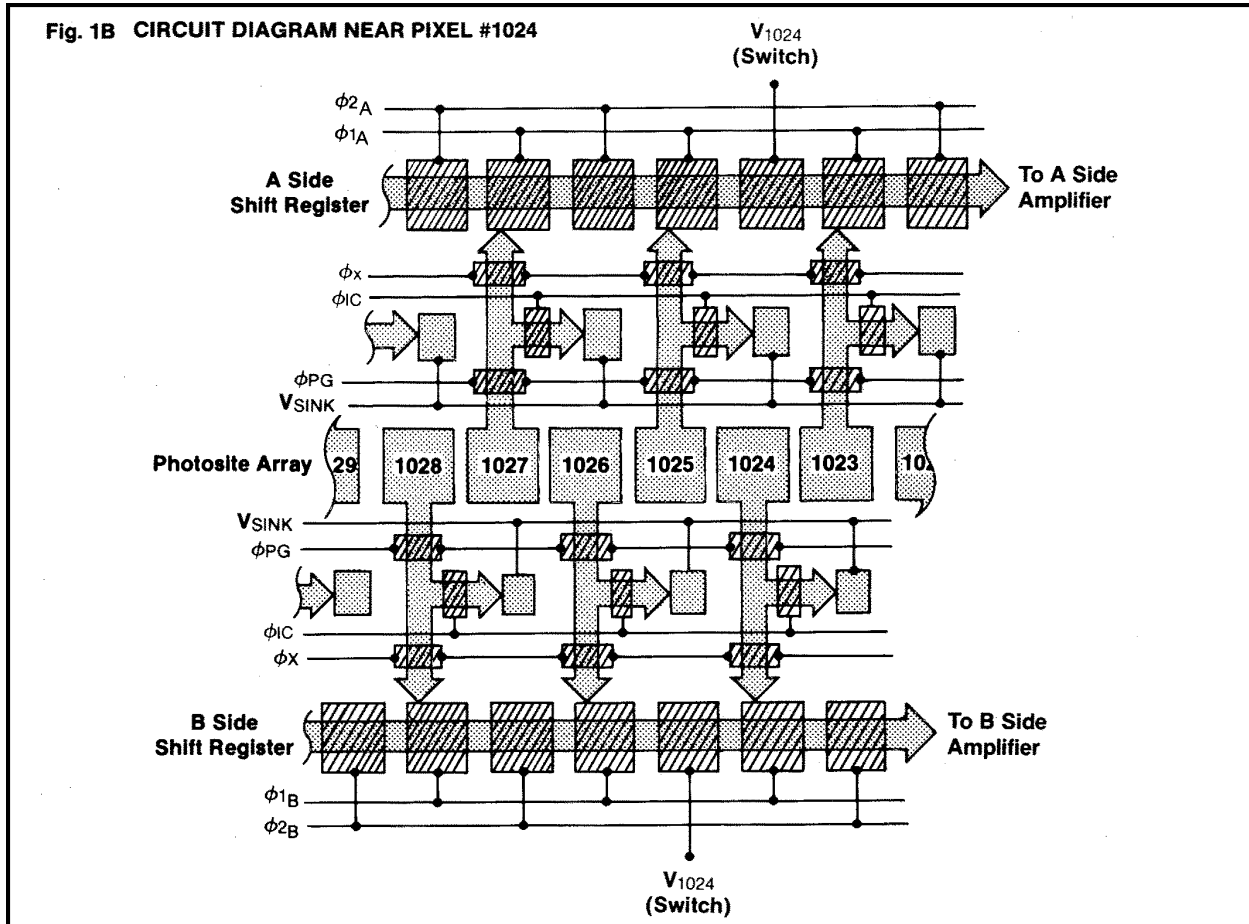 Fig. 1B CIRCUIT DIAGRAM NEAR PIXEL #1024
V1024
(Switch)
ϕ2A
ϕ1A
A Side
Shift Register
To A Side
Amplifier
ϕX
ϕIC
ϕPG
VSINK
Photosite Array
29 1028 1027 1026 1025 1024 1023 102
VSINK
ϕPG
ϕIC
ϕX
B Side
Shift Register
To B Side
Amplifier
ϕ1B
ϕ2B
V1024
(Switch)